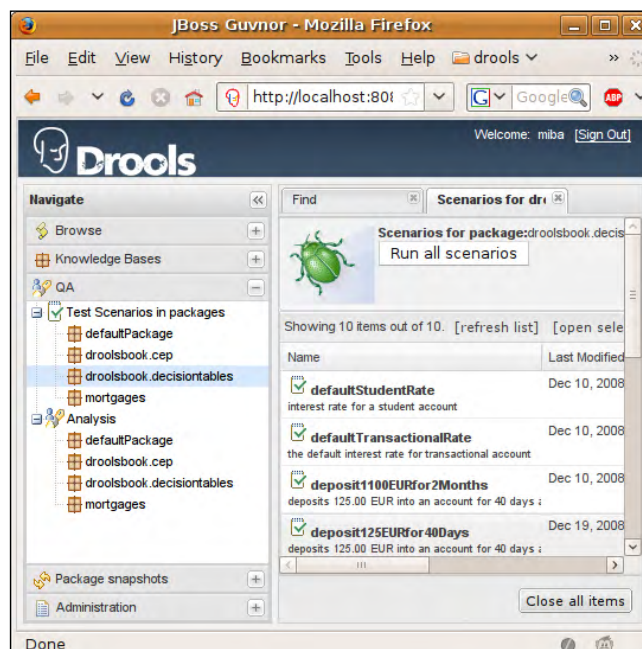 JBoss Guvnor - Mozilla Firefox
File Edit View History Bookmarks Tools Help drools »
http://localhost:808 G Google ABP
Drools
Welcome: miba [Sign Out]
Navigate
Browse
Knowledge Bases
QA
Test Scenarios in packages
defaultPackage
droolsbook.cep
droolsbook.decisiontables
mortgages
Analysis
defaultPackage
droolsbook.cep
droolsbook.decisiontables
mortgages
Package snapshots
Administration
Find
Scenarios for dro
Scenarios for package:droolsbook.decis
Run all scenarios
Showing 10 items out of 10. [refresh list] [open sele
Name Last Modified
defaultStudentRate Dec 10, 2008
interest rate for a student account
defaultTransactionalRate Dec 10, 2008
the default interest rate for transactional account
deposit1100EURfor2Months Dec 10, 2008
deposits 125.00 EUR into an account for 40 days a
deposit125EURfor40Days Dec 19, 2008
deposits 125.00 EUR into an account for 40 days a
Close all items
Done